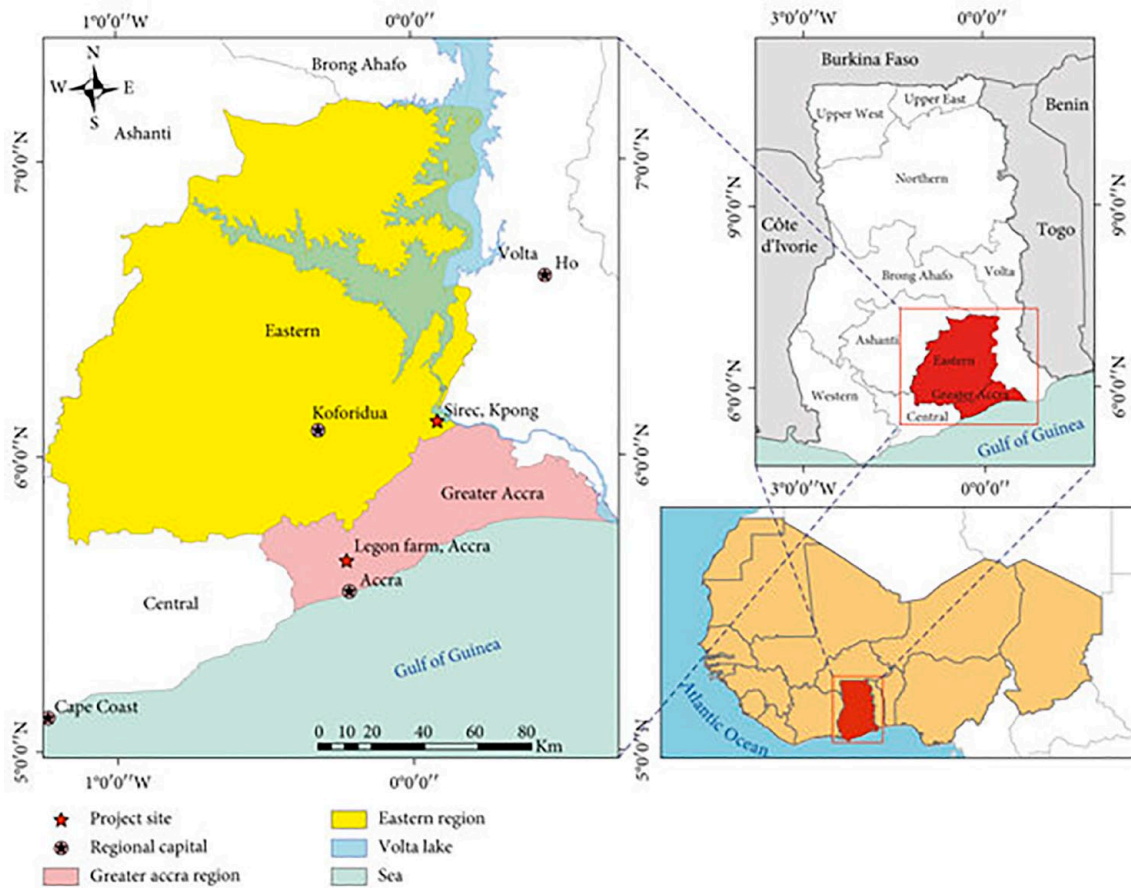 1°0'0''W
0°0'0''
N
W
E
S
7°0'0''N
6°0'0''N
5°0'0''N
Brong Ahafo
Ashanti
Volta
Ho
Eastern
Koforidua
Sirec, Kpong
Greater Accra
Legon farm, Accra
Accra
Central
Gulf of Guinea
Cape Coast
0 10 20 40 60 80
Km
7°0'0''N
6°0'0''N
5°0'0''N
1°0'0''W
0°0'0''
3°0'0''W
0°0'0''
Burkina Faso
Benin
Upper West
Upper East
Northern
9°0'0''N
9°0'0''N
Côte
d'Ivorie
Togo
Brong Ahafo
Volta
Ashanti
Eastern
Western
Greater Accra
Central
6°0'0''N
6°0'0''N
Gulf of Guinea
3°0'0''W
0°0'0''
Atlantic Ocean
Project site
Regional capital
Greater accra region
Eastern region
Volta lake
Sea